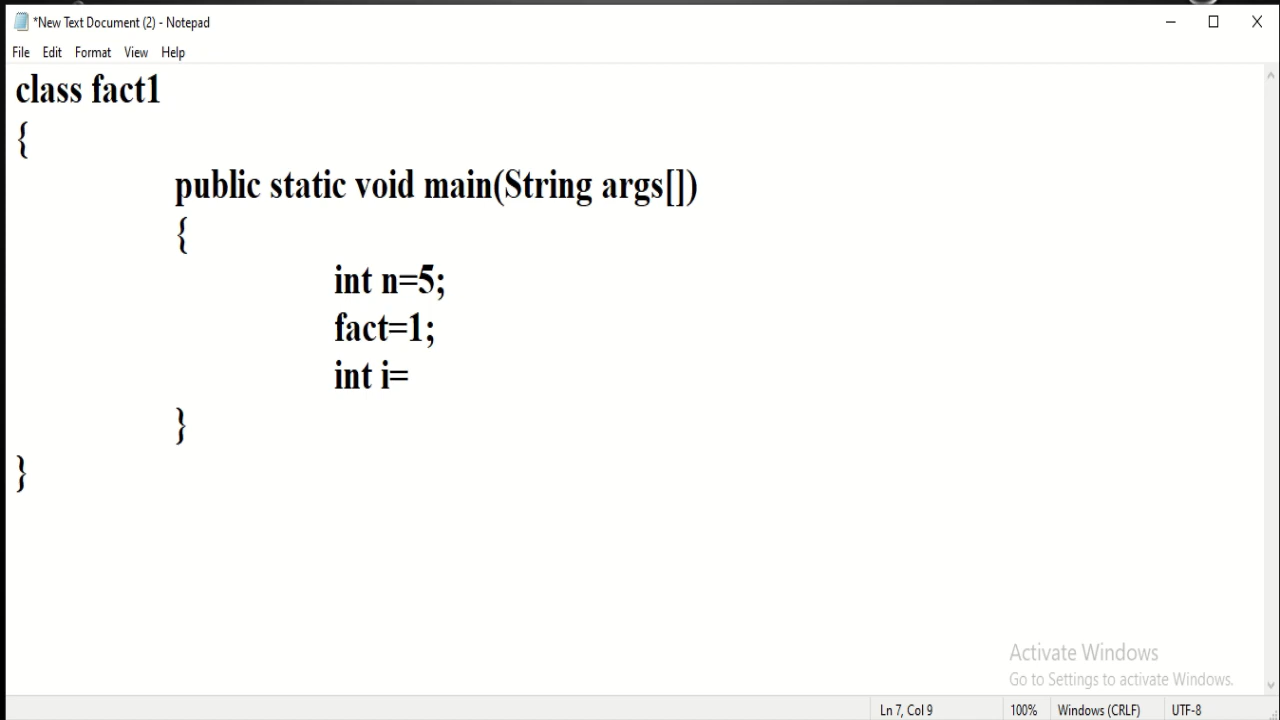 *New Text Document (2) - Notepad
File Edit Format View Help
class fact1
{
public static void main(String args[])
{
int n=5;
fact=1;
int i=
}
}
Activate Windows
Go to Settings to activate Windows.
Ln 7, Col 9 100% Windows (CRLF) UTF-8